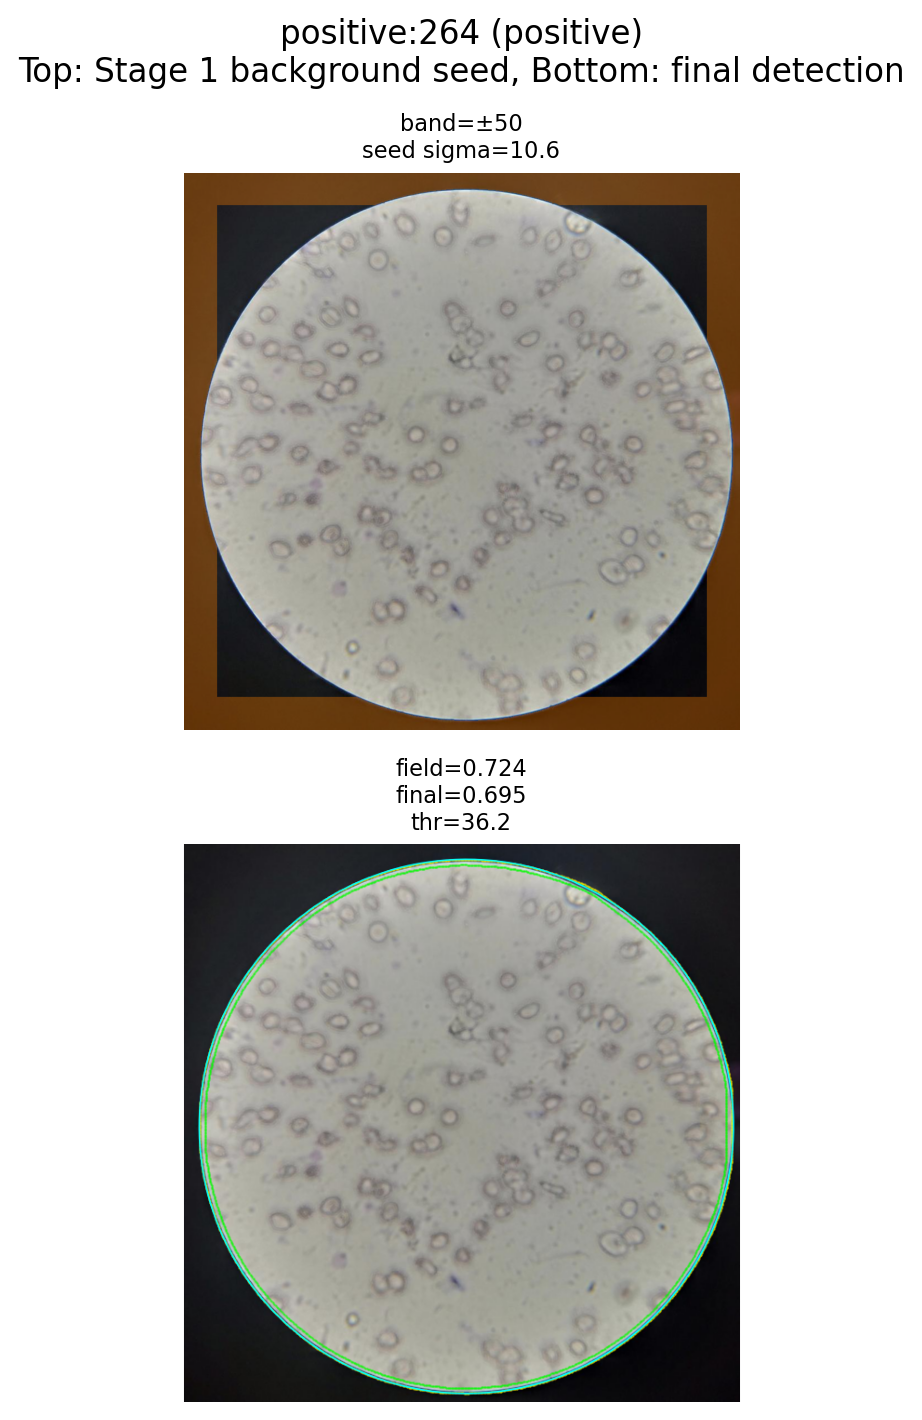 positive:264 (positive)
Top: Stage 1 background seed, Bottom: final detection
band=±50
seed sigma=10.6
field=0.724
final=0.695
thr=36.2